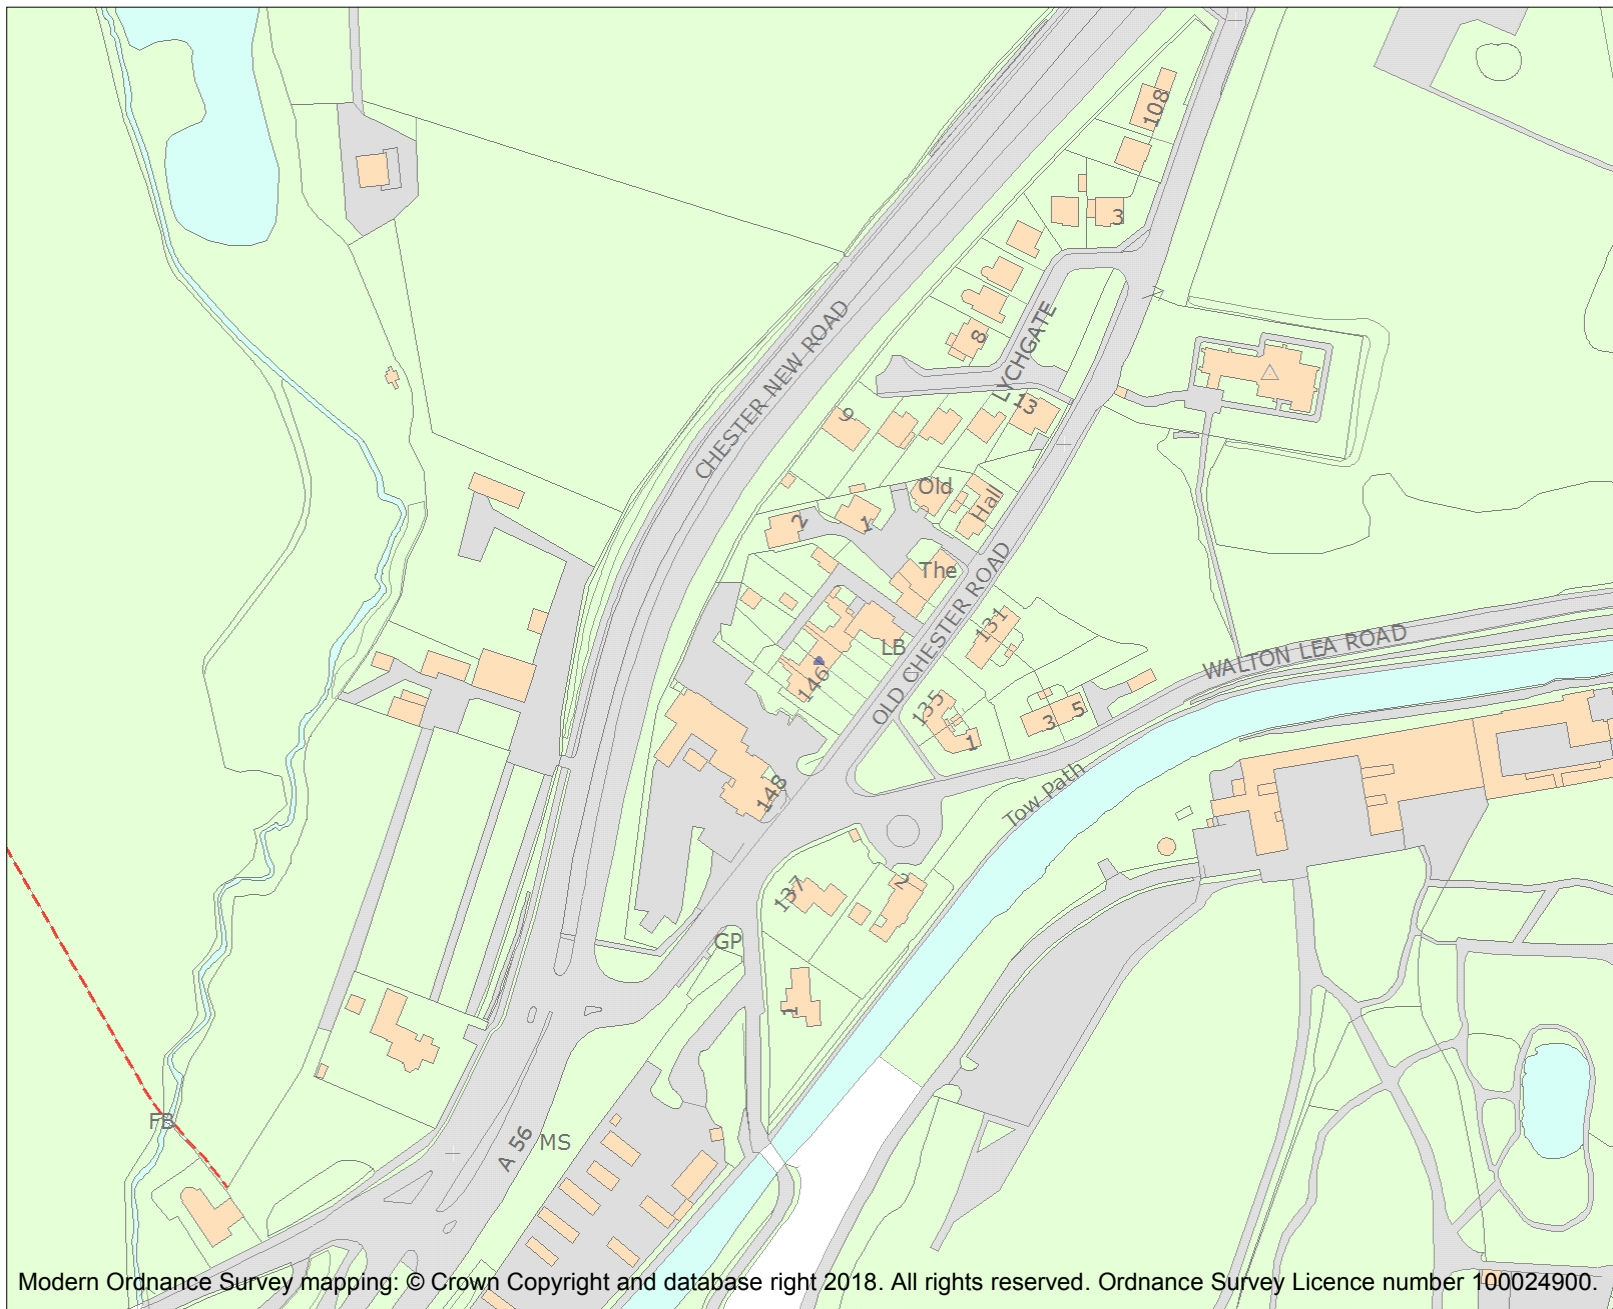 108
3
CHESTER NEW ROAD
LYCHGATE
8
9
13
Old
Hall
2
1
The
131
LB
146
OLD CHESTER ROAD
WALTON LEA ROAD
135
1
3
5
Tow Path
148
137
2
GP
1
FB
A 56
MS
Modern Ordnance Survey mapping: © Crown Copyright and database right 2018. All rights reserved. Ordnance Survey Licence number 100024900.